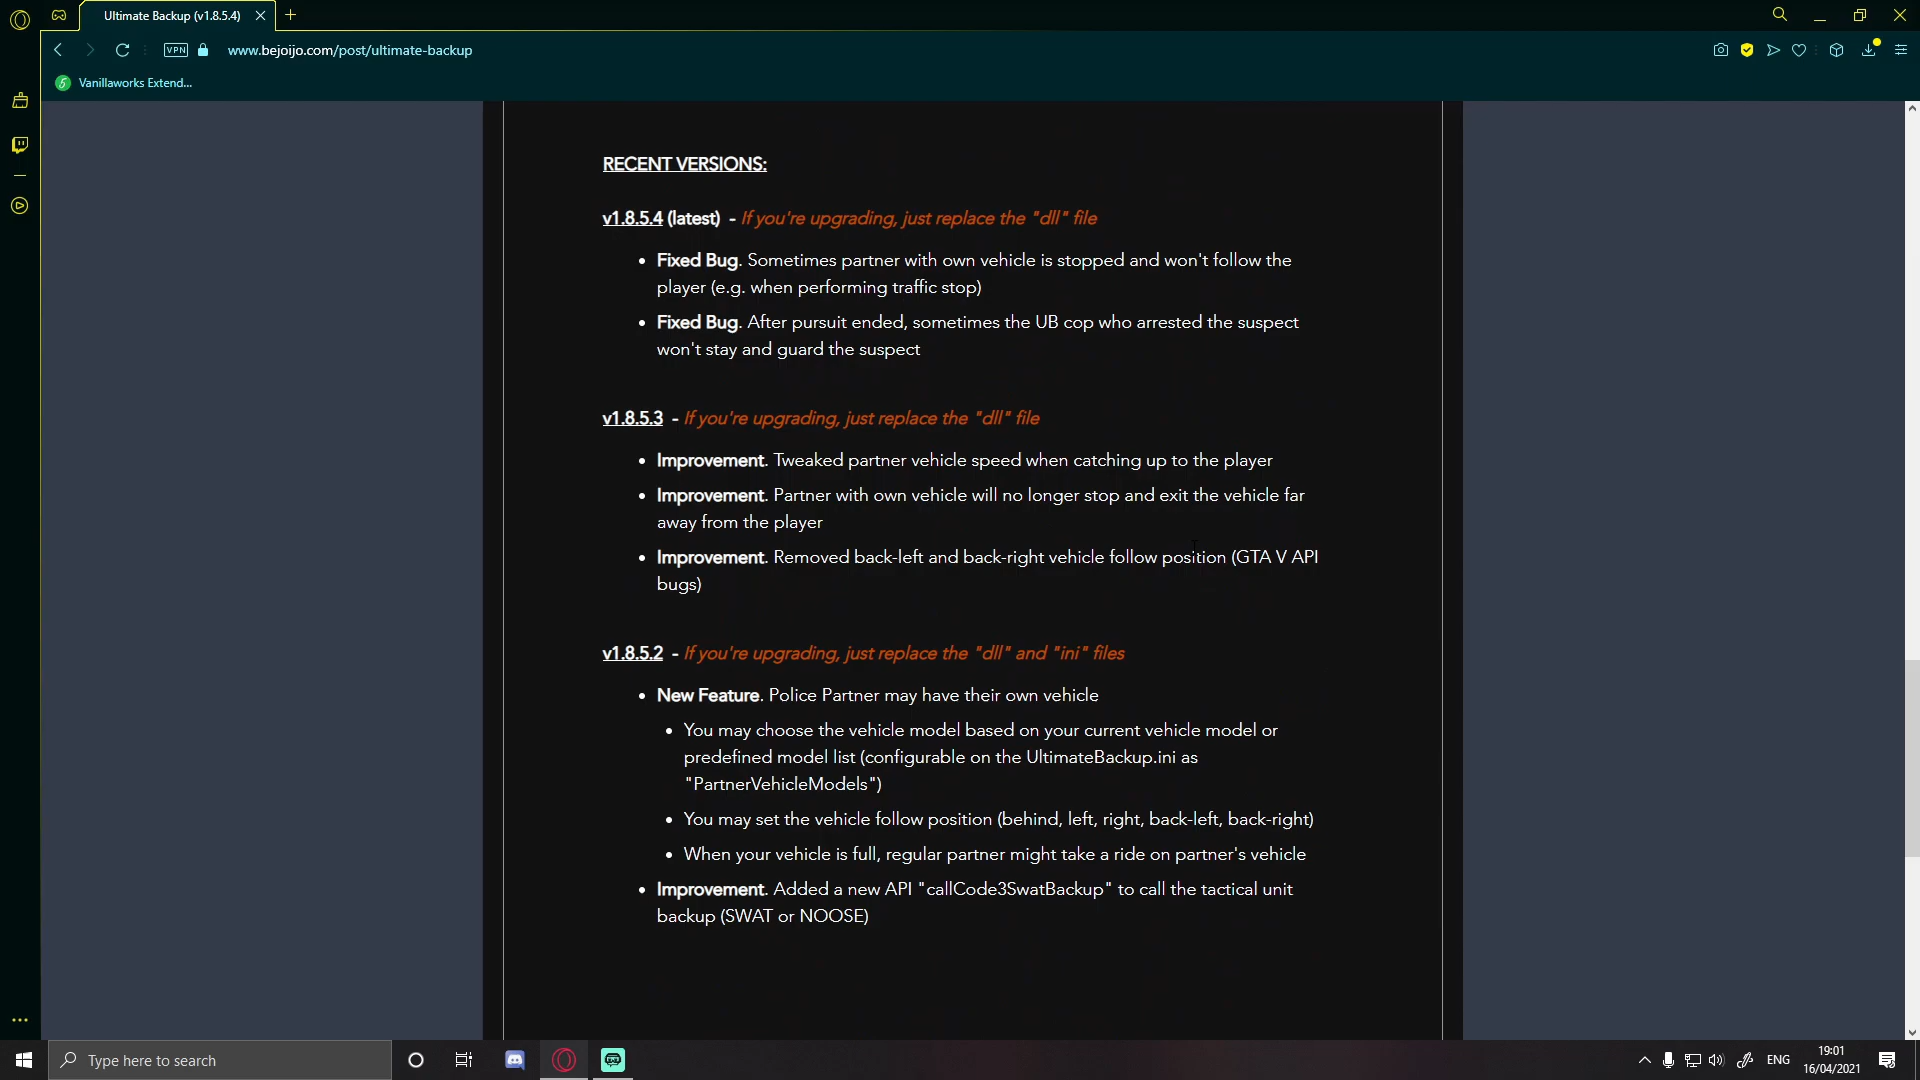 Ultimate Backup (v1.8.5.4)
VPN
www.bejoijo.com/post/ultimate-backup
5 Vanillaworks Extend...
RECENT VERSIONS:
v1.8.5.4 (latest) - If you're upgrading, just replace the "dll" file
• Fixed Bug. Sometimes partner with own vehicle is stopped and won't follow the
player (e.g. when performing traffic stop)
• Fixed Bug. After pursuit ended, sometimes the UB cop who arrested the suspect
won't stay and guard the suspect
v1.8.5.3 - If you're upgrading, just replace the "dll" file
• Improvement. Tweaked partner vehicle speed when catching up to the player
• Improvement. Partner with own vehicle will no longer stop and exit the vehicle far
away from the player
• Improvement. Removed back-left and back-right vehicle follow position (GTA V API
bugs)
v1.8.5.2 - If you're upgrading, just replace the "dll" and "ini" files
• New Feature. Police Partner may have their own vehicle
• You may choose the vehicle model based on your current vehicle model or
predefined model list (configurable on the UltimateBackup.ini as
"PartnerVehicleModels")
• You may set the vehicle follow position (behind, left, right, back-left, back-right)
• When your vehicle is full, regular partner might take a ride on partner's vehicle
• Improvement. Added a new API "callCode3SwatBackup" to call the tactical unit
backup (SWAT or NOOSE)
Type here to search
ENG
19:01
16/04/2021